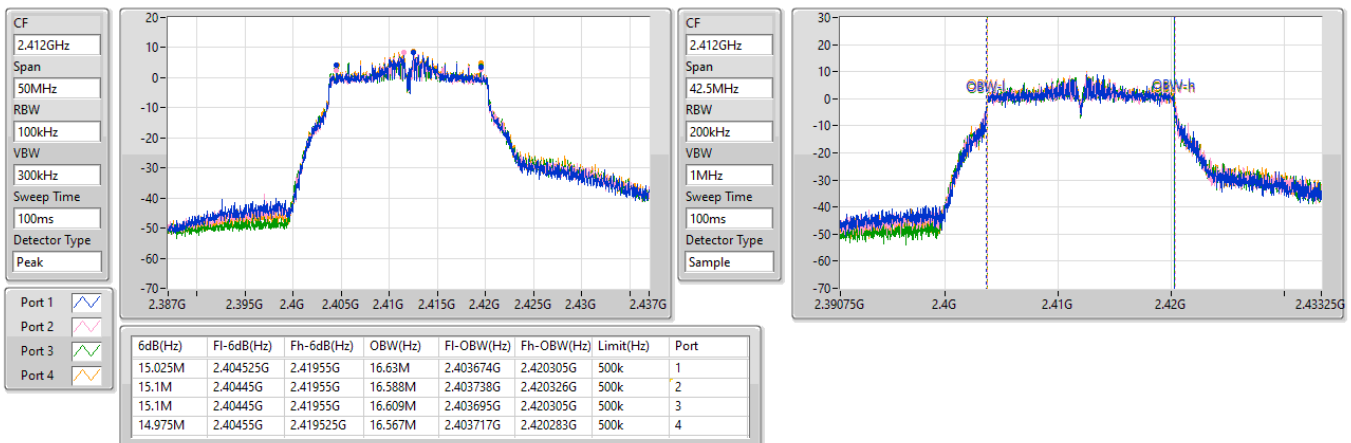 CF
2.412GHz
Span
50MHz
RBW
100kHz
VBW
300kHz
Sweep Time
100ms
Detector Type
Peak
20
10
0
-10
-20
-30
-40
-50
-60
-70
2.387G 2.395G 2.4G 2.405G 2.41G 2.415G 2.42G 2.425G 2.43G 2.437G
CF
2.412GHz
Span
42.5MHz
RBW
200kHz
VBW
1MHz
Sweep Time
100ms
Detector Type
Sample
30
20
10
0
-10
-20
-30
-40
-50
-60
-70
OBW-l OBW-h
2.39075G 2.4G 2.41G 2.42G 2.43325G
Port 1
Port 2
Port 3
Port 4
6dB(Hz) Fl-6dB(Hz) Fh-6dB(Hz) OBW(Hz) Fl-OBW(Hz) Fh-OBW(Hz) Limit(Hz) Port
15.025M 2.404525G 2.41955G 16.63M 2.403674G 2.420305G 500k 1
15.1M 2.40445G 2.41955G 16.588M 2.403738G 2.420326G 500k 2
15.1M 2.40445G 2.41955G 16.609M 2.403695G 2.420305G 500k 3
14.975M 2.40455G 2.419525G 16.567M 2.403717G 2.420283G 500k 4